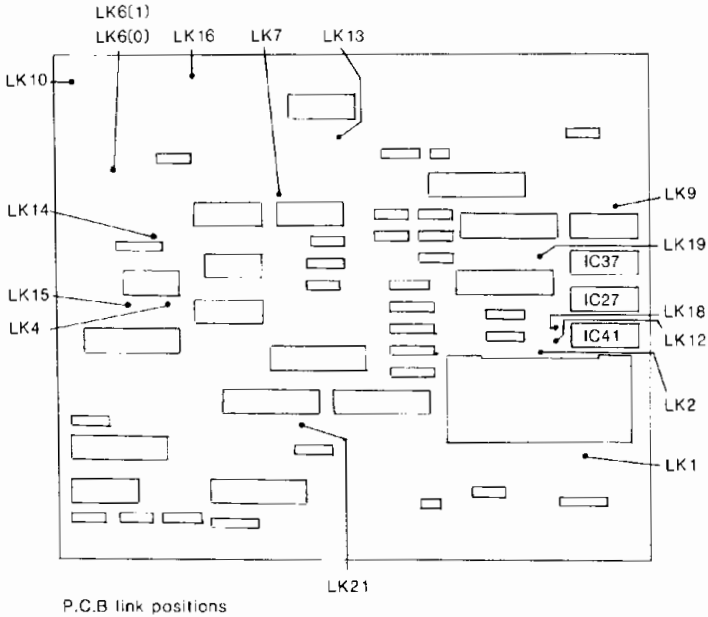 LK6(1)
LK6(0) LK16 LK7 LK13
LK10
LK9
LK14
LK19
IC37
LK15
IC27
LK18
LK4
IC41
LK12
LK2
LK1
LK21
P.C.B link positions